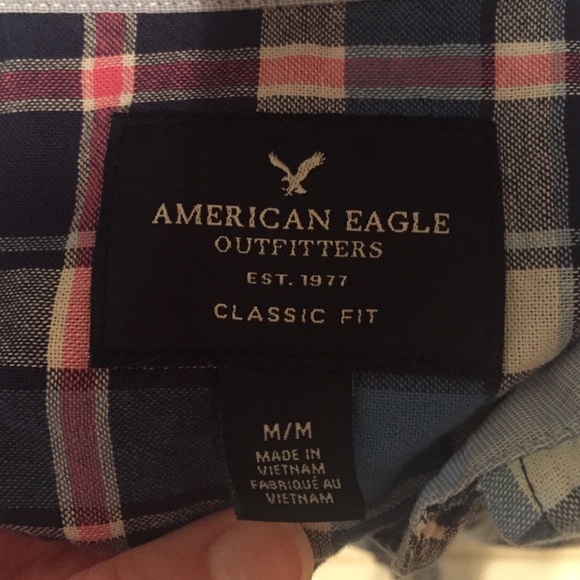 AMERICAN EAGLE
OUTFITTERS
EST. 1977
CLASSIC FIT
M/M
MADE IN
VIETNAM
FABRIQUÉ AU
VIETNAM